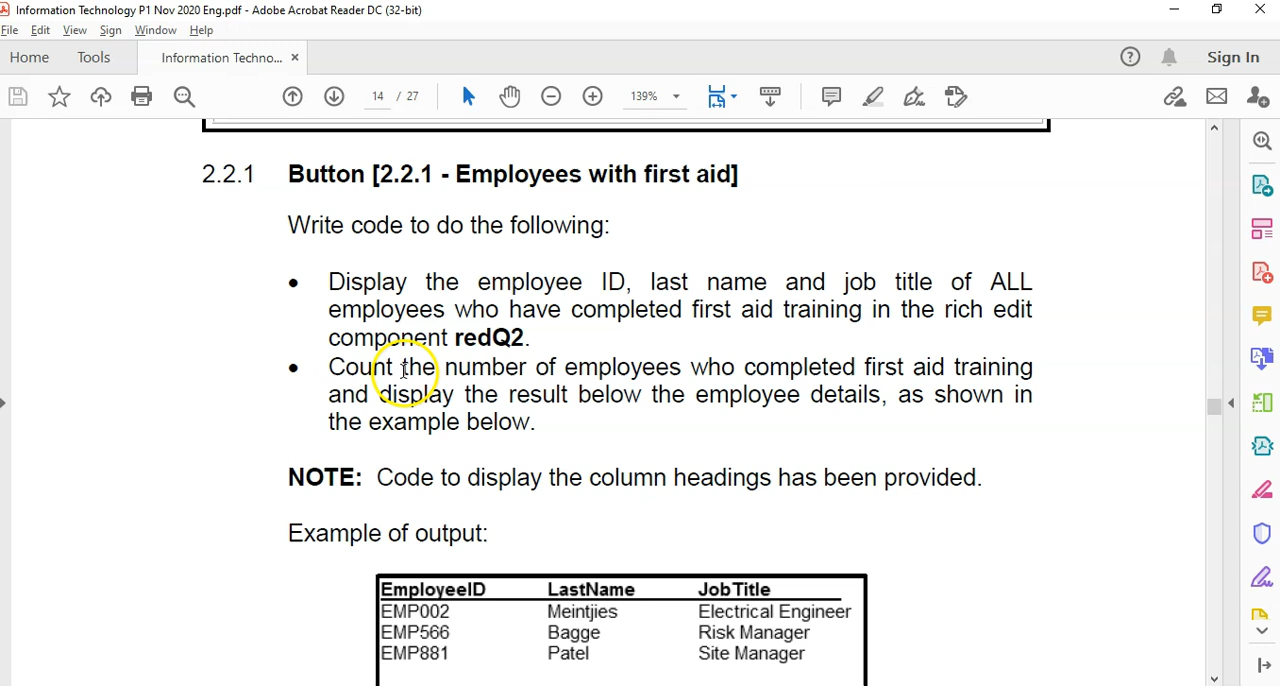 Information Technology P1 Nov 2020 Eng.pdf - Adobe Acrobat Reader DC (32-bit)
File Edit View Sign Window Help
Home Tools Information Techno... × Sign In
14 / 27 139%
2.2.1 Button [2.2.1 - Employees with first aid]
Write code to do the following:
• Display the employee ID, last name and job title of ALL
employees who have completed first aid training in the rich edit
component redQ2.
• Count the number of employees who completed first aid training
and display the result below the employee details, as shown in
the example below.
NOTE: Code to display the column headings has been provided.
Example of output:
EmployeeID LastName JobTitle
EMP002 Meintjies Electrical Engineer
EMP566 Bagge Risk Manager
EMP881 Patel Site Manager